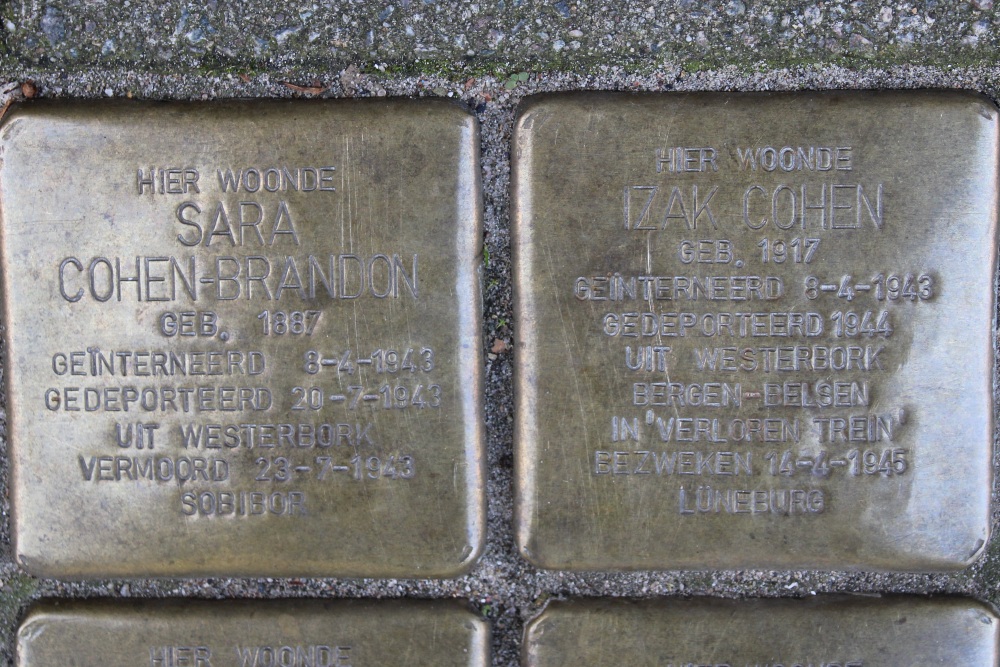 HIER WOONDE
SARA
COHEN-BRANDON
GEB. 1887
GEÏNTERNEERD 8-4-1943
GEDEPORTEERD 20-7-1943
UIT WESTERBORK
VERMOORD 23-7-1943
SOBIBOR
HIER WOONDE
IZAK COHEN
GEB. 1917
GEÏNTERNEERD 8-4-1943
GEDEPORTEERD 1944
UIT WESTERBORK
BERGEN-BELSEN
IN "VERLOREN TREIN"
BEZWEKEN 14-4-1945
LÜNEBURG
HIER WOONDE
HIER WOONDE